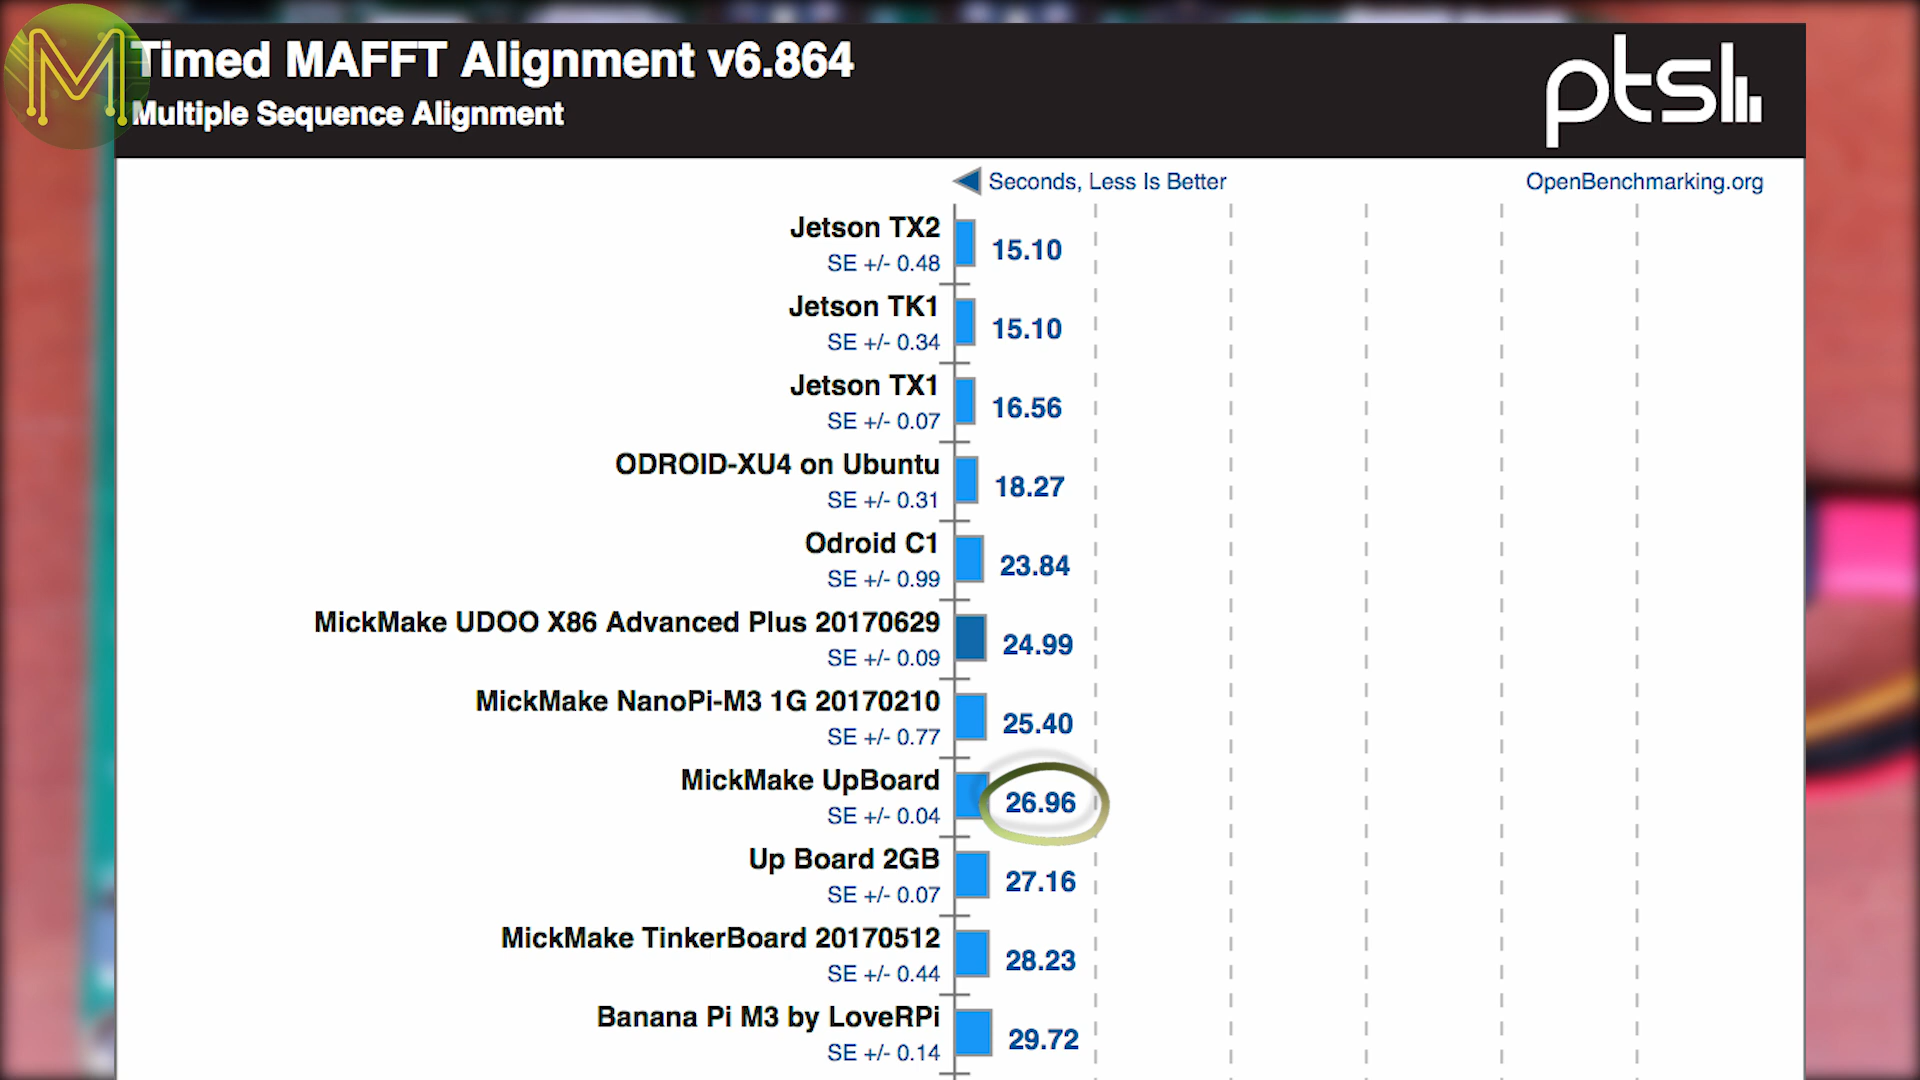 M
Timed MAFFT Alignment v6.864
Multiple Sequence Alignment
pts
Seconds, Less Is Better
OpenBenchmarking.org
Jetson TX2
SE +/- 0.48
15.10
Jetson TK1
SE +/- 0.34
15.10
Jetson TX1
SE +/- 0.07
16.56
ODROID-XU4 on Ubuntu
SE +/- 0.31
18.27
Odroid C1
SE +/- 0.99
23.84
MickMake UDOO X86 Advanced Plus 20170629
SE +/- 0.09
24.99
MickMake NanoPi-M3 1G 20170210
SE +/- 0.77
25.40
MickMake UpBoard
SE +/- 0.04
26.96
Up Board 2GB
SE +/- 0.07
27.16
MickMake TinkerBoard 20170512
SE +/- 0.44
28.23
Banana Pi M3 by LoveRPi
SE +/- 0.14
29.72